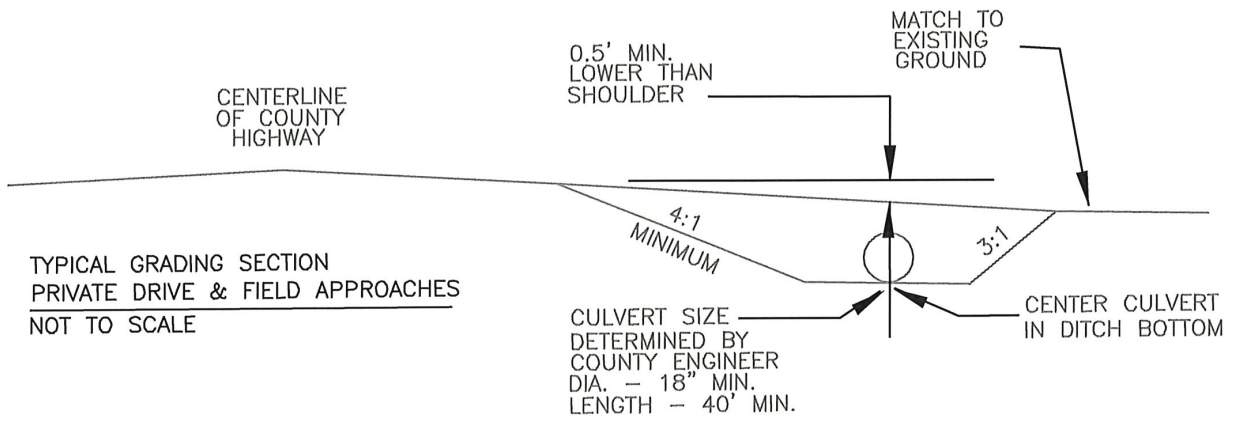 CENTERLINE
OF COUNTY
HIGHWAY
0.5' MIN.
LOWER THAN
SHOULDER
MATCH TO
EXISTING
GROUND
4:1
MINIMUM
3:1
TYPICAL GRADING SECTION
PRIVATE DRIVE & FIELD APPROACHES
NOT TO SCALE
CULVERT SIZE
DETERMINED BY
COUNTY ENGINEER
DIA. – 18" MIN.
LENGTH – 40' MIN.
CENTER CULVERT
IN DITCH BOTTOM